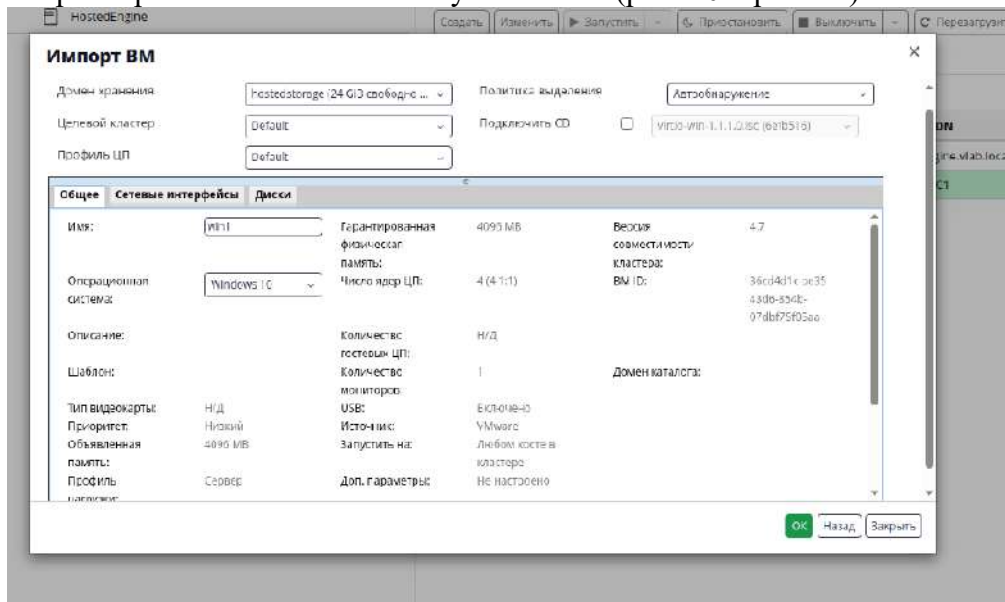 HostedEngine
Создать Изменить Запустить Приостановить Выключить Перезагрузит
Импорт ВМ
Домен хранения hostedstorage (24 GiB свободно ... Политика выделения Автообнаружение
Целевой кластер Default Подключить CD
Профиль ЦП Default
Общее Сетевые интерфейсы Диски
Имя: win1 Гарантированная физическая память: 4096 MB Версия совместимости кластера: 4.7
Операционная система: Windows 10 Число ядер ЦП: 4 (4:1:1) ВМ ID:
Описание: Количество гостевых ЦП: Н/Д
Шаблон: Количество мониторов: 1 Домен каталога:
Тип видеокарты: Н/Д USB: Включено
Приоритет: Низкий Источник: VMware
Объявленная память: 4096 MB Запустить на: Любом хосте в кластере
Профиль нагрузки: Сервер Доп. параметры: Не настроено
OK Назад Закрыть